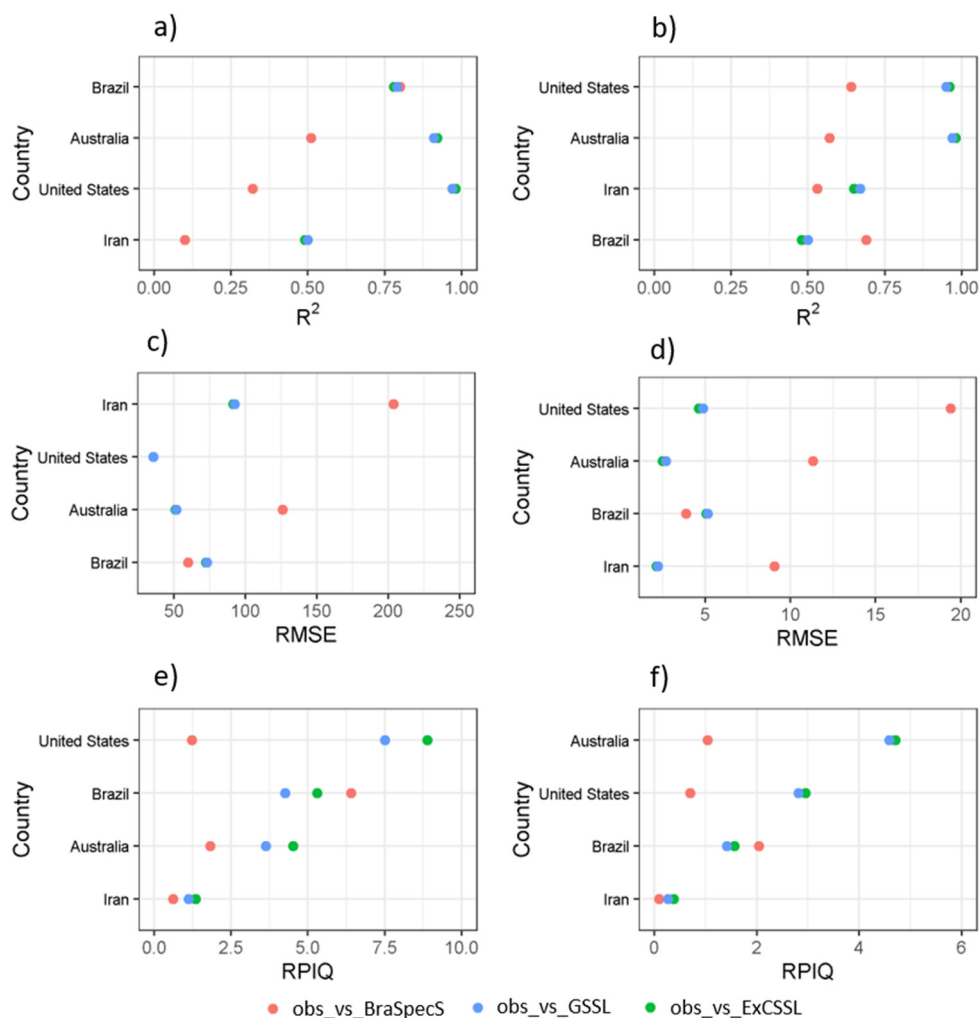 a)
Country
Brazil
Australia
United States
Iran
0.00 0.25 0.50 0.75 1.00
R²
b)
Country
United States
Australia
Iran
Brazil
0.00 0.25 0.50 0.75 1.00
R²
c)
Country
Iran
United States
Australia
Brazil
50 100 150 200 250
RMSE
d)
Country
United States
Australia
Brazil
Iran
5 10 15 20
RMSE
e)
Country
United States
Brazil
Australia
Iran
0.0 2.5 5.0 7.5 10.0
RPIQ
f)
Country
Australia
United States
Brazil
Iran
0 2 4 6
RPIQ
obs_vs_BraSpecS obs_vs_GSSL obs_vs_ExCSSL